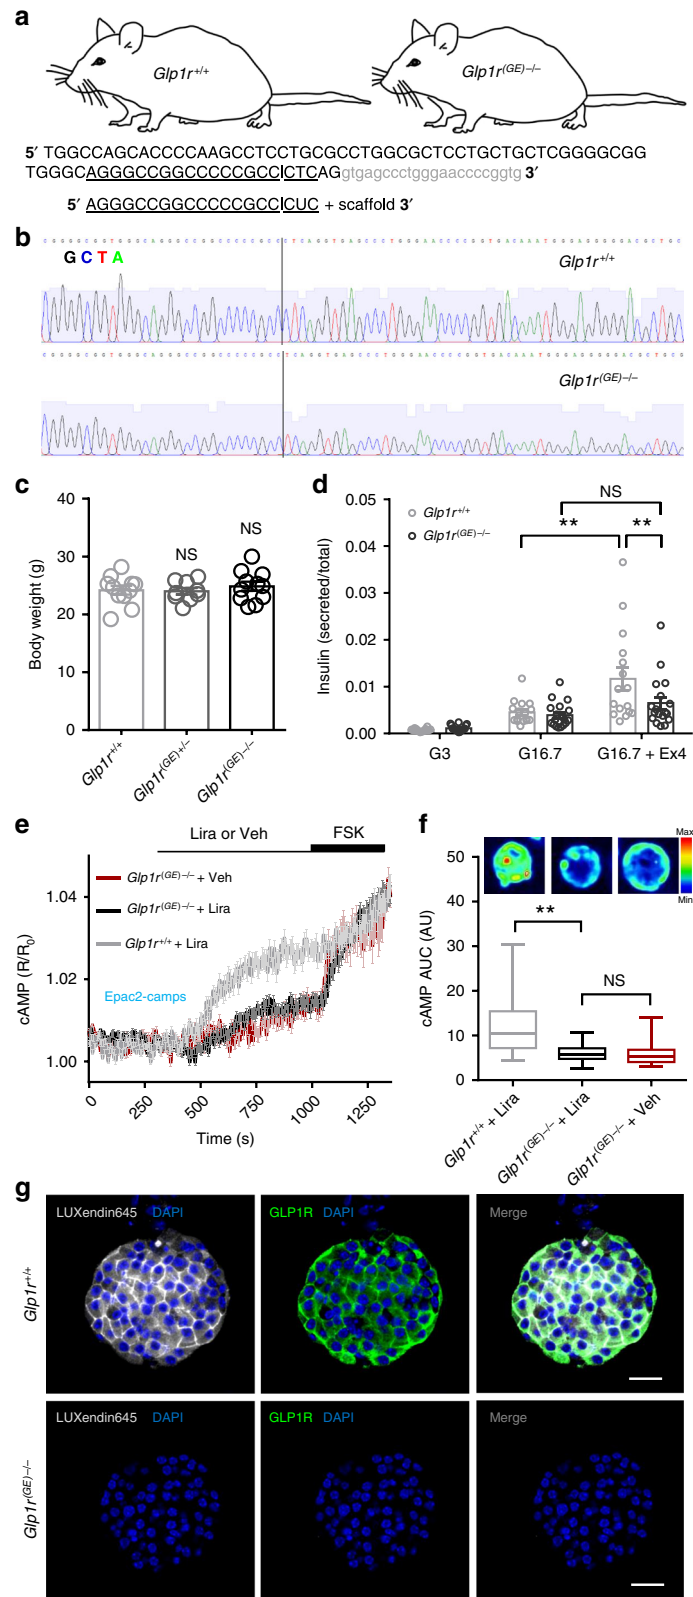 a
Glp1r+/+
Glp1r(GE)−/−
5′ TGGCCAGCACCCCAAGCCTCCTGCGCCTGGCGCTCCTGCTGCTCGGGGCGG
TGGGCAGGGCCGGCCCCCGCCCTCAGgtgagccctgggaaccccggtg 3′
5′ AGGGCCGGCCCCCGCCCUC + scaffold 3′
b
G C T A
Glp1r+/+
Glp1r(GE)−/−
c
Body weight (g)
40
30
20
10
0
NS
NS
Glp1r+/+
Glp1r(GE)+/−
Glp1r(GE)−/−
d
Insulin (secreted/total)
0.05
0.04
0.03
0.02
0.01
0
Glp1r+/+
Glp1r(GE)−/−
NS
**
**
G3
G16.7
G16.7 + Ex4
e
Lira or Veh
FSK
cAMP (R/R0)
1.04
1.02
1.00
Glp1r(GE)−/− + Veh
Glp1r(GE)−/− + Lira
Glp1r+/+ + Lira
Epac2-camps
0
250
500
750
1000
1250
Time (s)
f
Max
Min
cAMP AUC (AU)
50
40
30
20
10
0
**
NS
Glp1r+/+ + Lira
Glp1r(GE)−/− + Lira
Glp1r(GE)−/− + Veh
g
Glp1r+/+
LUXendin645 DAPI
GLP1R DAPI
Merge
Glp1r(GE)−/−
LUXendin645 DAPI
GLP1R DAPI
Merge